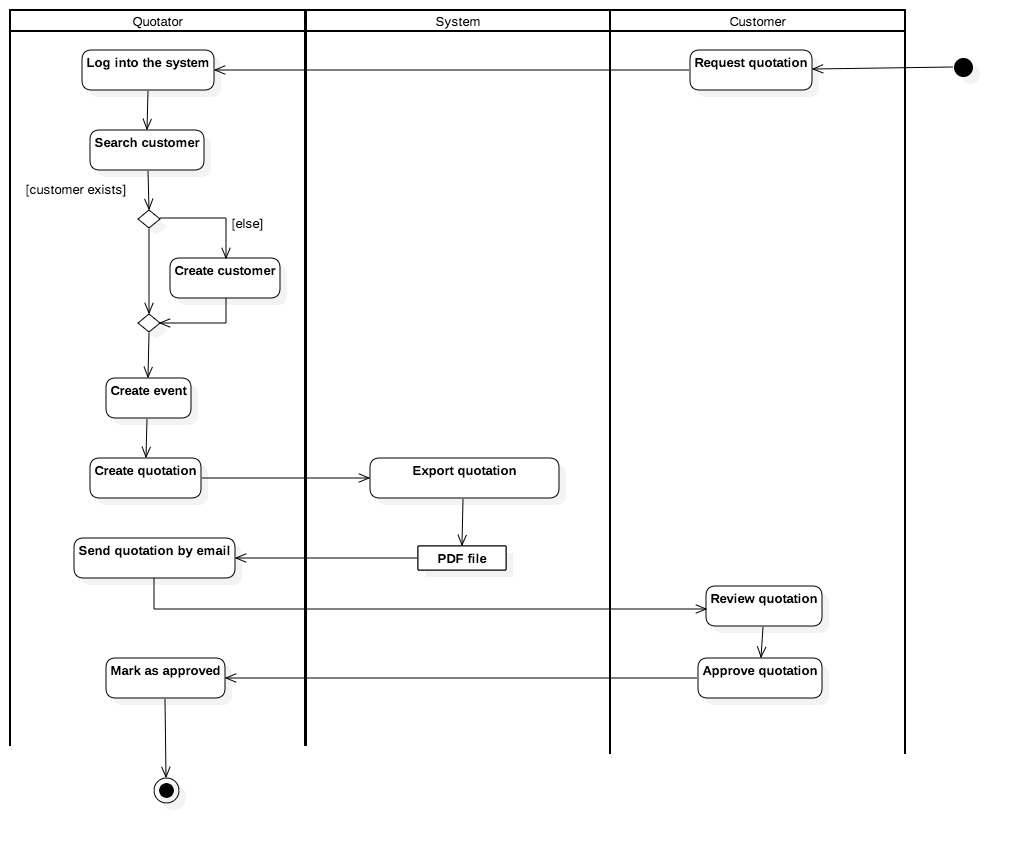 Quotator
System
Customer
Log into the system
Request quotation
Search customer
[customer exists]
[else]
Create customer
Create event
Create quotation
Export quotation
Send quotation by email
PDF file
Review quotation
Mark as approved
Approve quotation